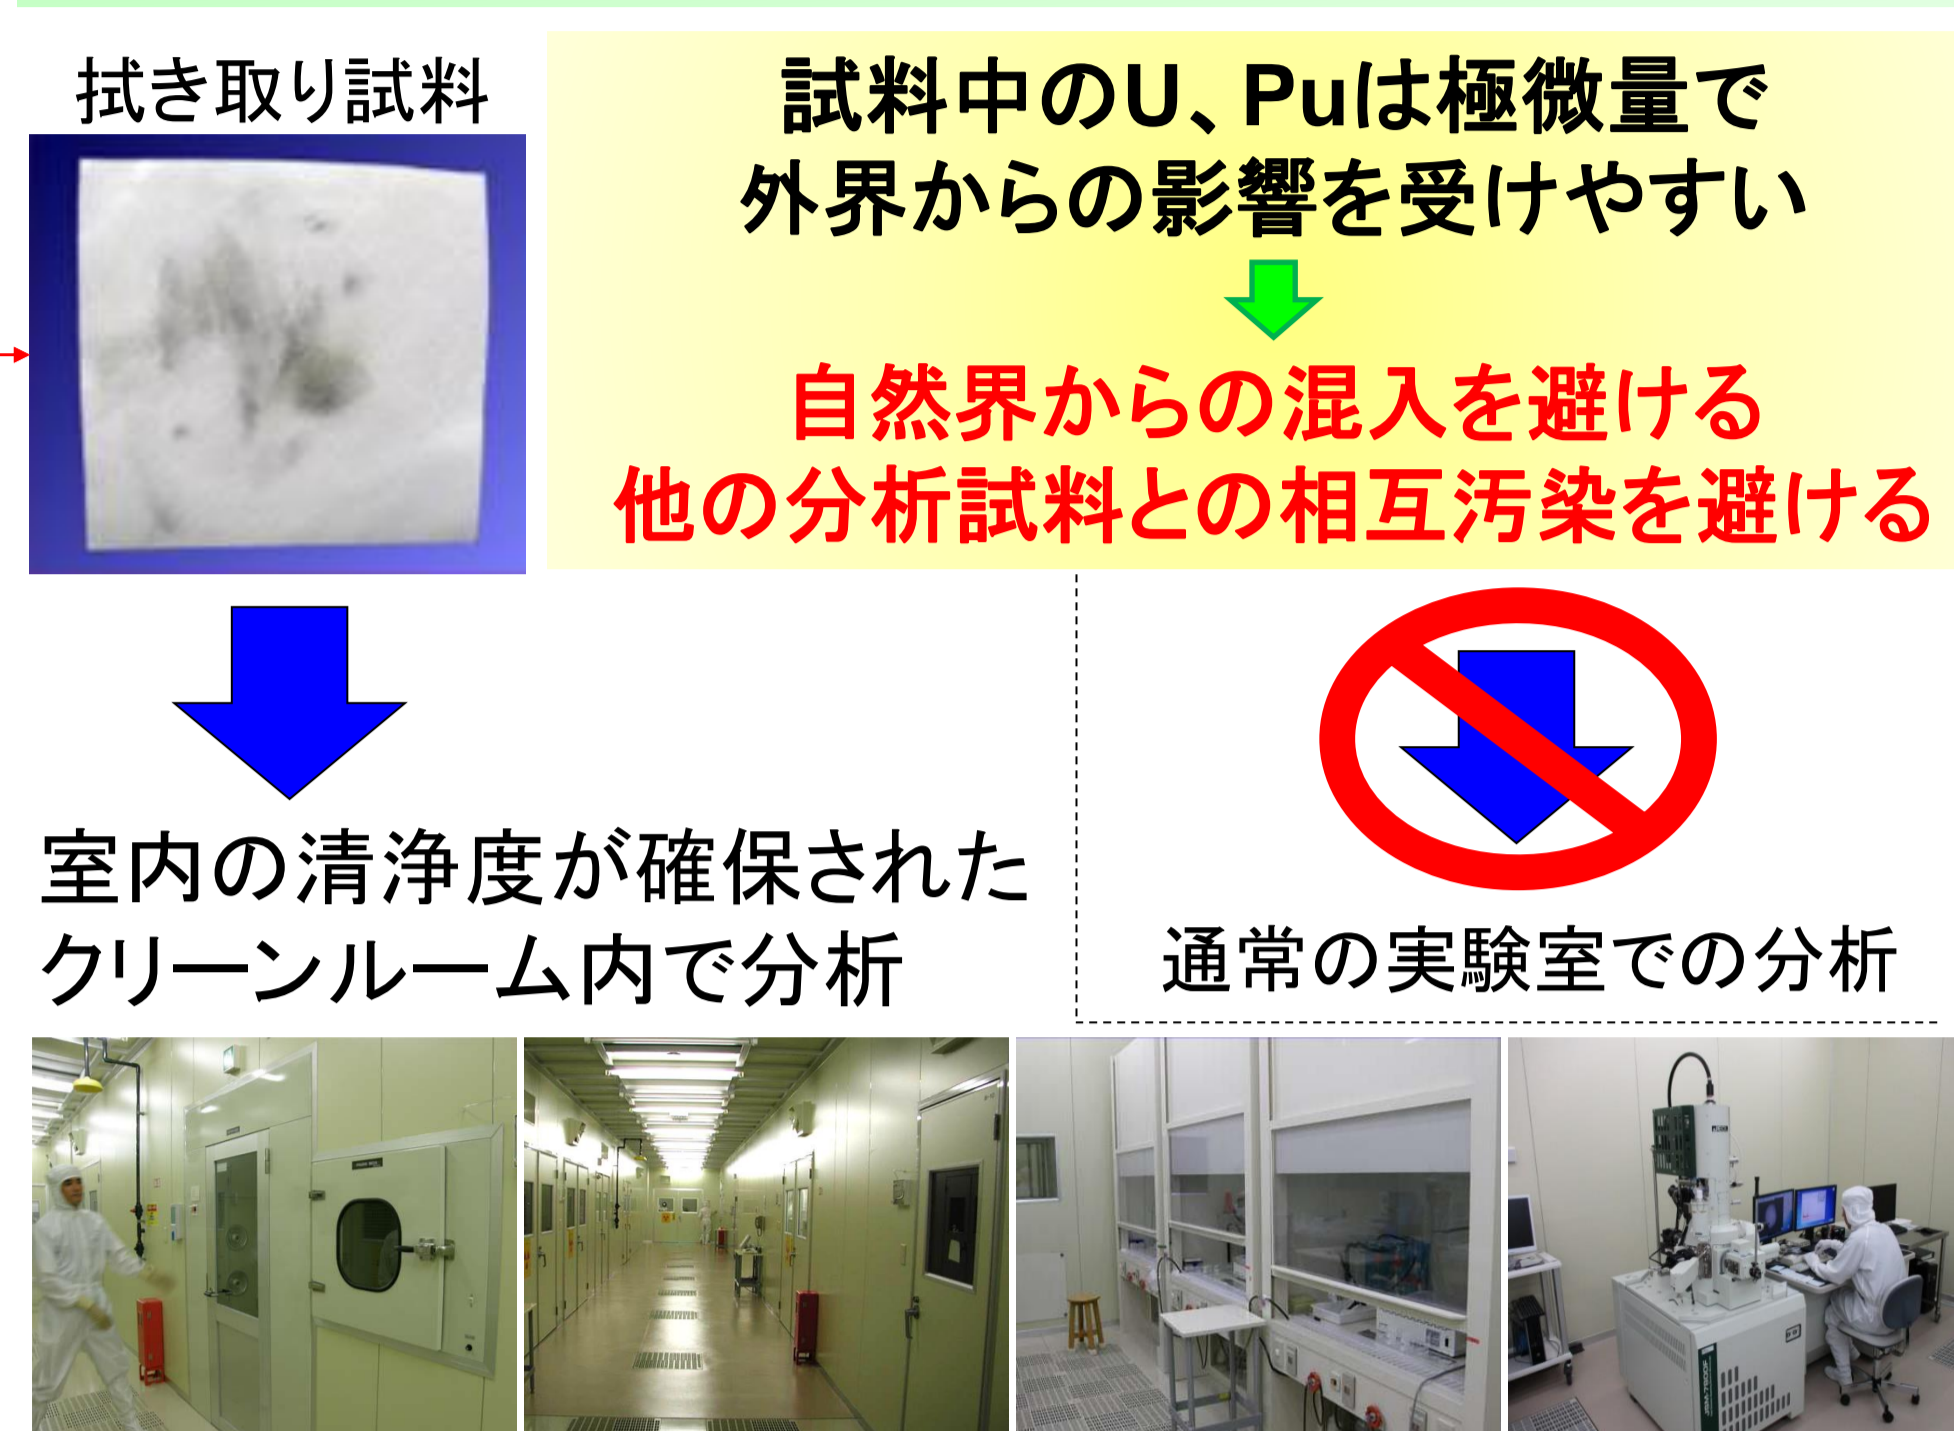 拭き取り試料
試料中のU、Puは極微量で
外界からの影響を受けやすい
自然界からの混入を避ける
他の分析試料との相互汚染を避ける
室内の清浄度が確保された
クリーンルーム内で分析
通常の実験室での分析